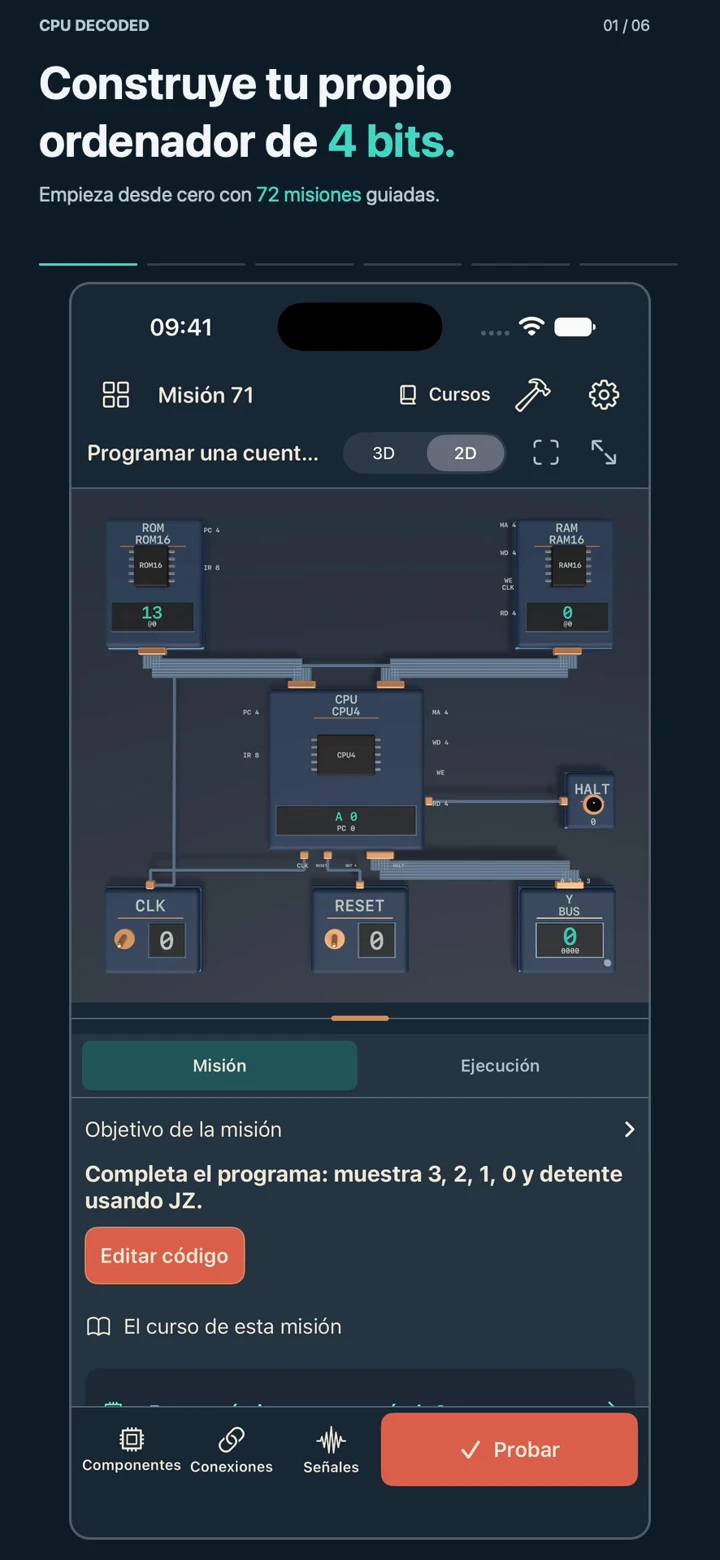 CPU DECODED
01 / 06
Construye tu propio
ordenador de 4 bits.
Empieza desde cero con 72 misiones guiadas.
09:41
Misión 71
Cursos
Programar una cuent...
3D
2D
ROM
ROM16
PC 4
ROM16
IR 8
13
@0
MA 4
RAM
RAM16
WD 4
RAM16
WE
CLK
RD 4
0
@0
CPU
CPU4
PC 4
MA 4
WD 4
IR 8
CPU4
WE
RD 4
A 0
PC 0
HALT
0
CLK
RESET
HALT
CLK
0
RESET
0
Y
BUS
0
0000
Misión
Ejecución
Objetivo de la misión
Completa el programa: muestra 3, 2, 1, 0 y detente
usando JZ.
Editar código
El curso de esta misión
Componentes
Conexiones
Señales
Probar